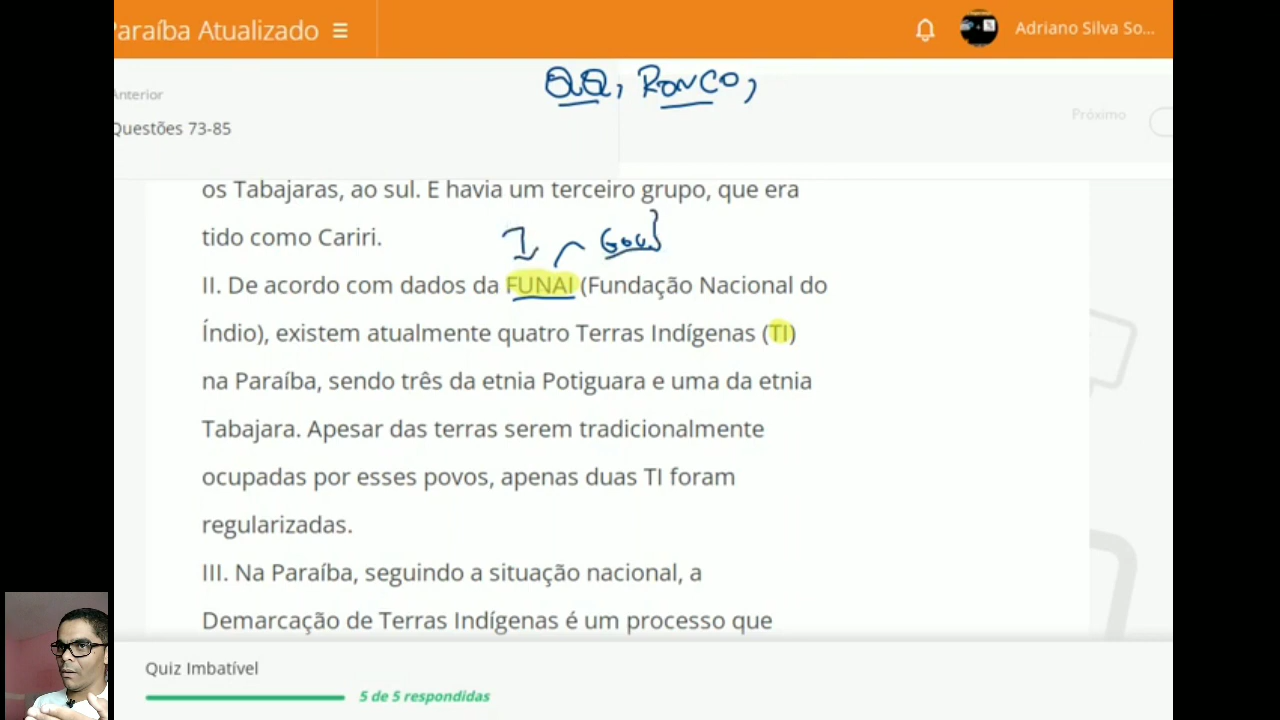 Paraíba Atualizado
Adriano Silva So...
Anterior
Questões 73-85
RONCO,
Próximo
os Tabajaras, ao sul. E havia um terceiro grupo, que era
tido como Cariri.
II. De acordo com dados da FUNAI (Fundação Nacional do
Índio), existem atualmente quatro Terras Indígenas (TI)
na Paraíba, sendo três da etnia Potiguara e uma da etnia
Tabajara. Apesar das terras serem tradicionalmente
ocupadas por esses povos, apenas duas TI foram
regularizadas.
III. Na Paraíba, seguindo a situação nacional, a
Demarcação de Terras Indígenas é um processo que
Quiz Imbatível
5 de 5 respondidas